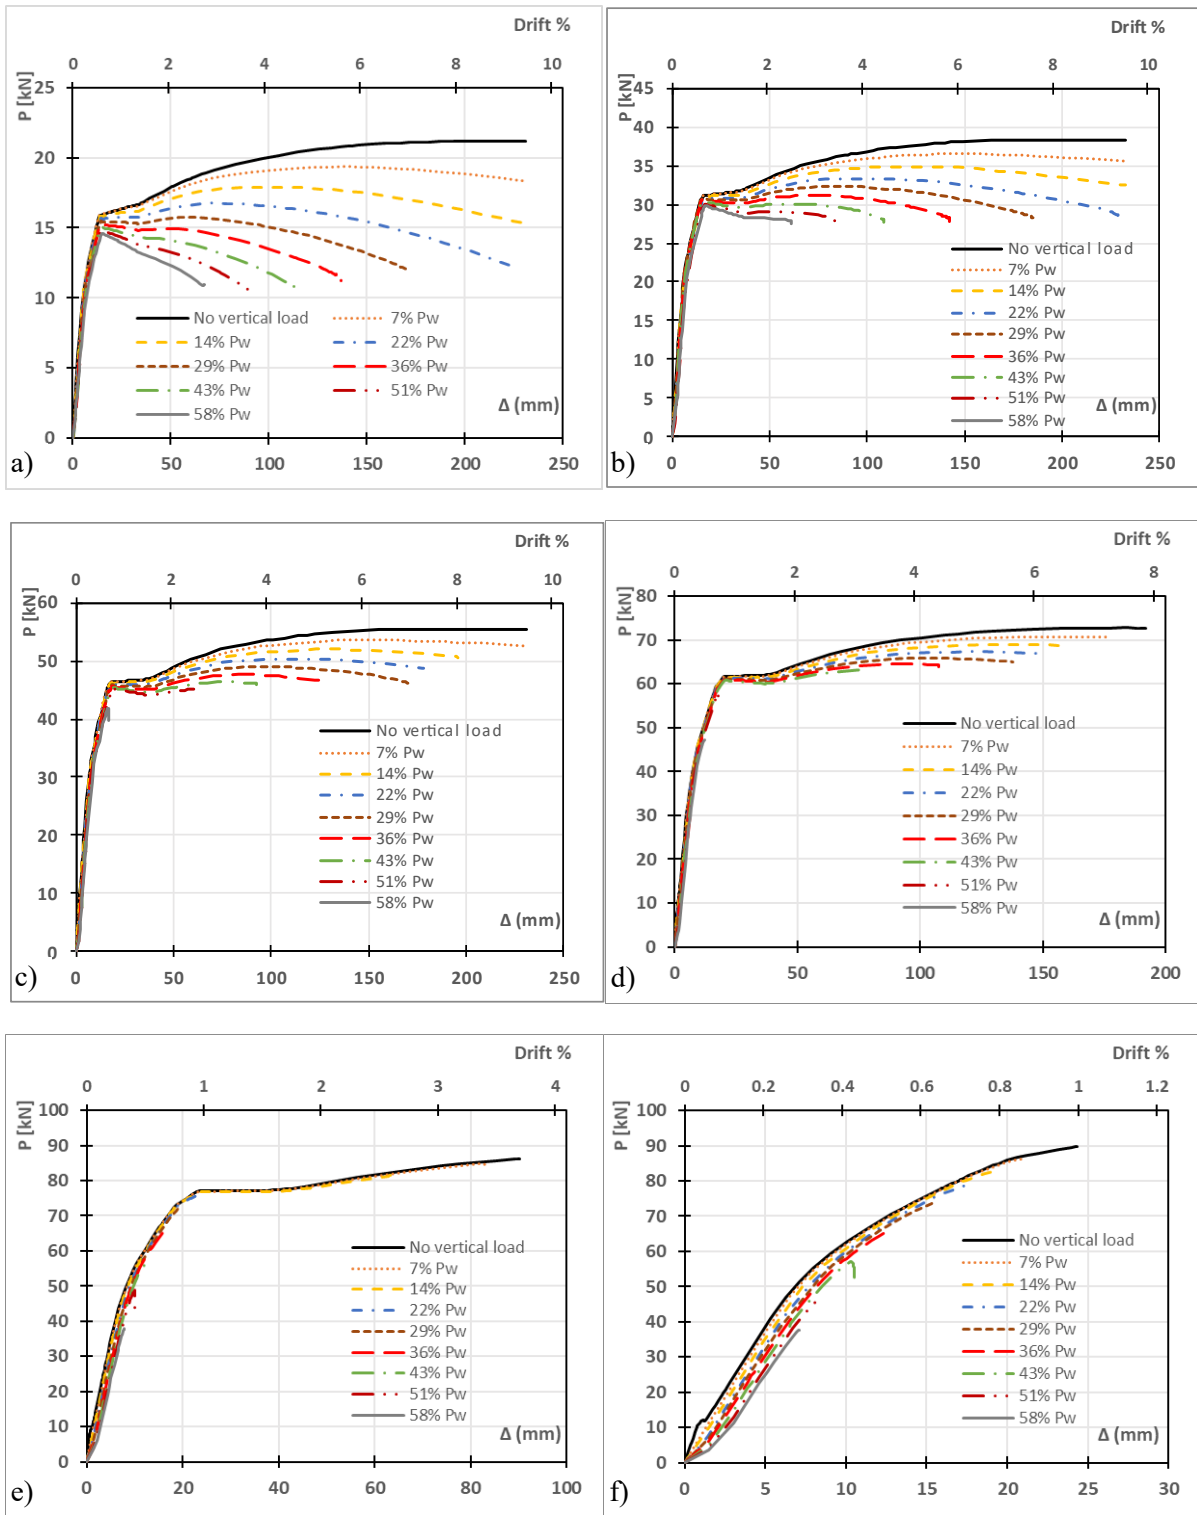 Drift %
0 2 4 6 8 10
P [kN]
25
20
15
10
5
0
No vertical load 7% Pw
14% Pw 22% Pw
29% Pw 36% Pw
43% Pw 51% Pw
58% Pw
Δ (mm)
a)
0 50 100 150 200 250
Drift %
0 2 4 6 8 10
P [kN]
45
40
35
30
25
20
15
10
5
0
No vertical load
7% Pw
14% Pw
22% Pw
29% Pw
36% Pw
43% Pw
51% Pw
58% Pw
Δ (mm)
b)
0 50 100 150 200 250
Drift %
0 2 4 6 8 10
P [kN]
60
50
40
30
20
10
0
No vertical load
7% Pw
14% Pw
22% Pw
29% Pw
36% Pw
43% Pw
51% Pw
58% Pw
Δ (mm)
c)
0 50 100 150 200 250
Drift %
0 2 4 6 8
P [kN]
80
70
60
50
40
30
20
10
0
No vertical load
7% Pw
14% Pw
22% Pw
29% Pw
36% Pw
43% Pw
51% Pw
58% Pw
Δ (mm)
d)
0 50 100 150 200
Drift %
0 1 2 3 4
P [kN]
100
90
80
70
60
50
40
30
20
10
0
No vertical load
7% Pw
14% Pw
22% Pw
29% Pw
36% Pw
43% Pw
51% Pw
58% Pw
Δ (mm)
e)
0 20 40 60 80 100
Drift %
0 0.2 0.4 0.6 0.8 1 1.2
P [kN]
100
90
80
70
60
50
40
30
20
10
0
No vertical load
7% Pw
14% Pw
22% Pw
29% Pw
36% Pw
43% Pw
51% Pw
58% Pw
Δ (mm)
f)
0 5 10 15 20 25 30